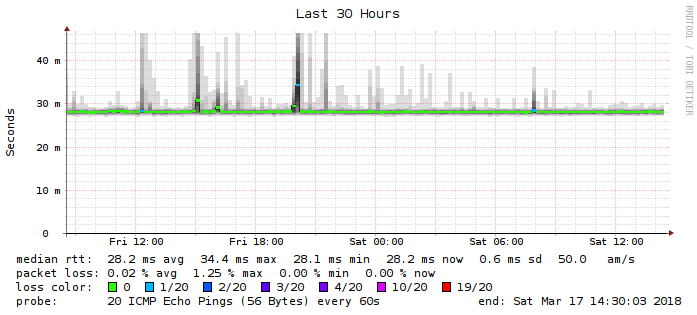 Last 30 Hours
RRDTOOL / TOBI OETIKER
Seconds
40 m
30 m
20 m
10 m
0
Fri 12:00 Fri 18:00 Sat 00:00 Sat 06:00 Sat 12:00
median rtt: 28.2 ms avg 34.4 ms max 28.1 ms min 28.2 ms now 0.6 ms sd 50.0 am/s
packet loss: 0.02 % avg 1.25 % max 0.00 % min 0.00 % now
loss color: 0 1/20 2/20 3/20 4/20 10/20 19/20
probe: 20 ICMP Echo Pings (56 Bytes) every 60s end: Sat Mar 17 14:30:03 2018